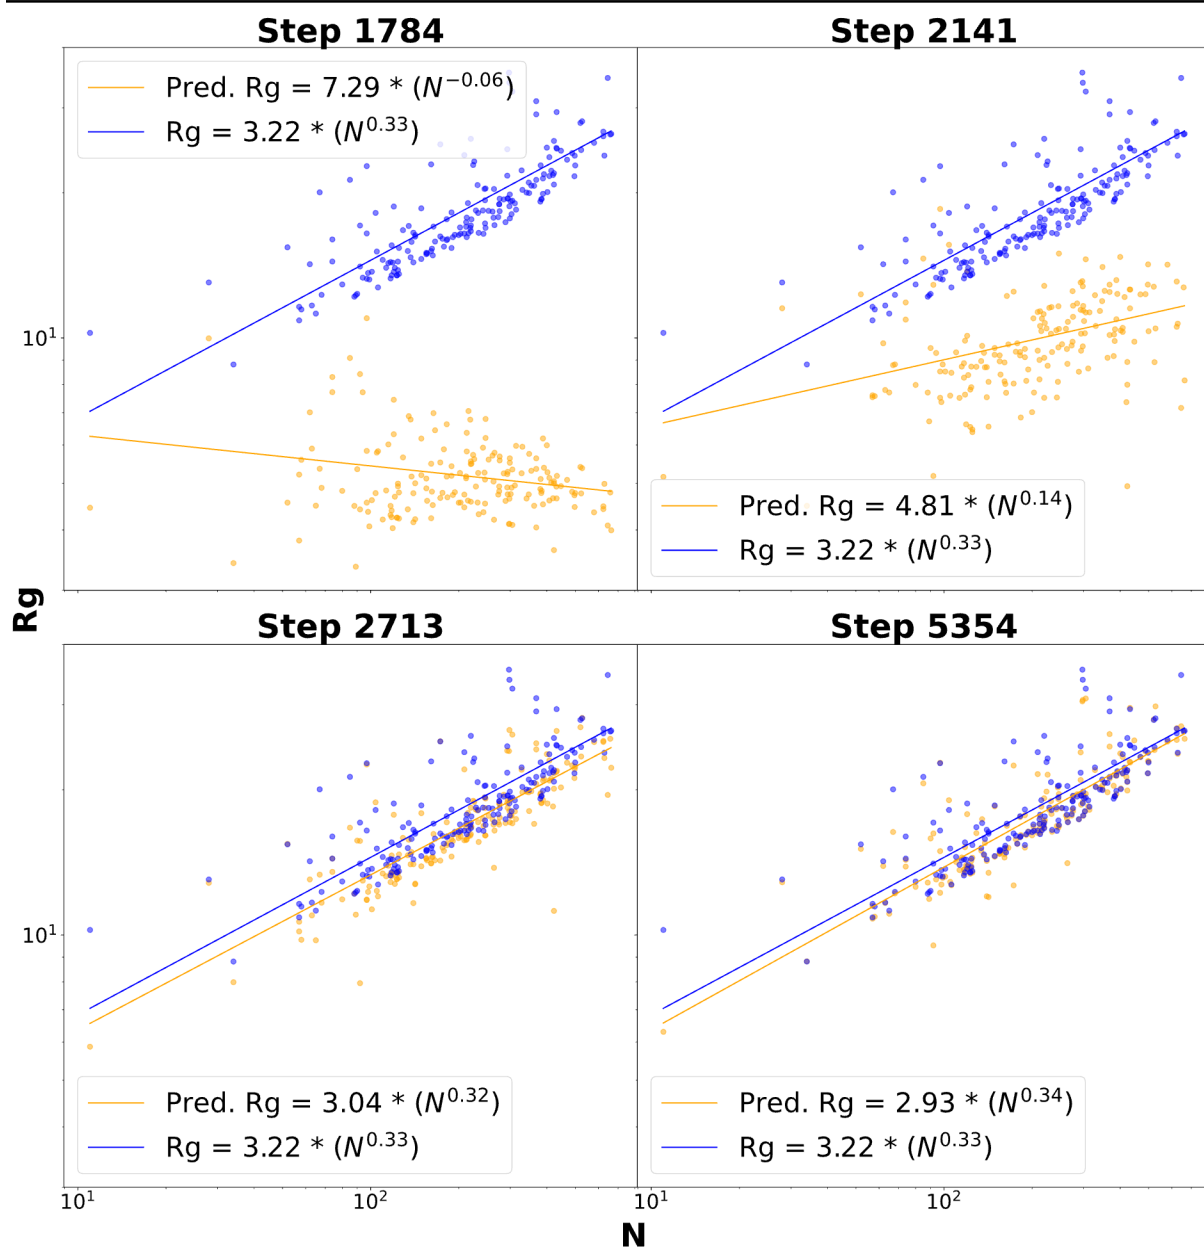 Step 1784
Step 2141
Pred. Rg = 7.29 * (N^{-0.06})
Rg = 3.22 * (N^{0.33})
10^1
Pred. Rg = 4.81 * (N^{0.14})
Rg = 3.22 * (N^{0.33})
Rg
Step 2713
Step 5354
10^1
Pred. Rg = 3.04 * (N^{0.32})
Rg = 3.22 * (N^{0.33})
Pred. Rg = 2.93 * (N^{0.34})
Rg = 3.22 * (N^{0.33})
10^1 10^2 10^1 10^2
N